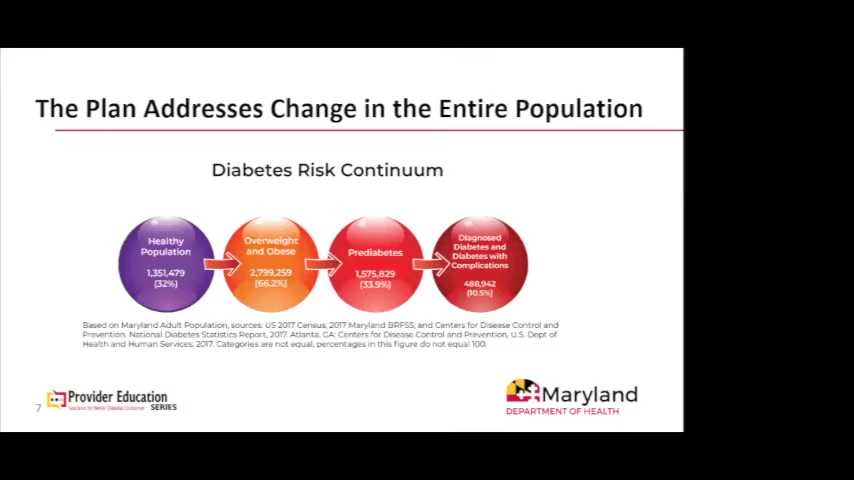 The Plan Addresses Change in the Entire Population
Diabetes Risk Continuum
Healthy
Population
1,351,479
(32%)
Overweight
and Obese
2,799,259
(66.2%)
Prediabetes
1,575,829
(33.9%)
Diagnosed
Diabetes and
Diabetes with
Complications
488,942
(10.5%)
Based on Maryland Adult Population, sources: US 2017 Census; 2017 Maryland BRFSS; and Centers for Disease Control and
Prevention. National Diabetes Statistics Report, 2017. Atlanta, GA: Centers for Disease Control and Prevention, U.S. Dept of
Health and Human Services; 2017. Categories are not equal, percentages in this figure do not equal 100.
7
Provider Education
Solutions for Better Diabetes Outcomes
SERIES
Maryland
DEPARTMENT OF HEALTH